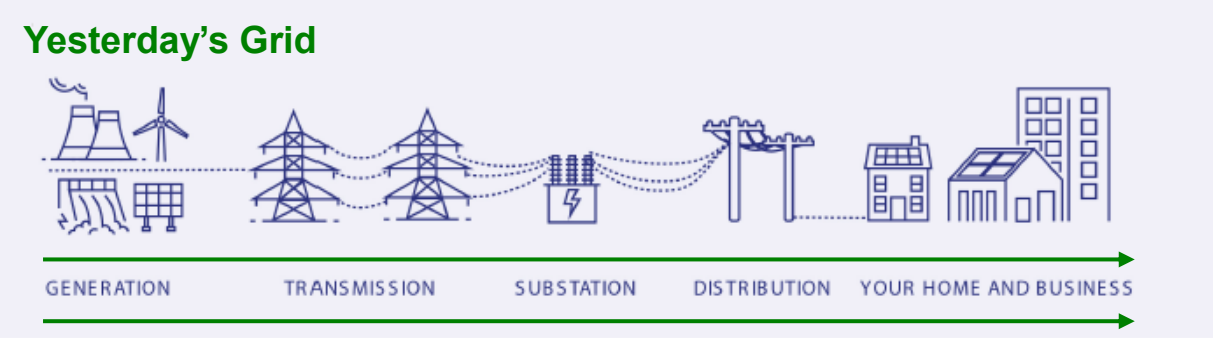 Yesterday’s Grid
GENERATION TRANSMISSION SUBSTATION DISTRIBUTION YOUR HOME AND BUSINESS